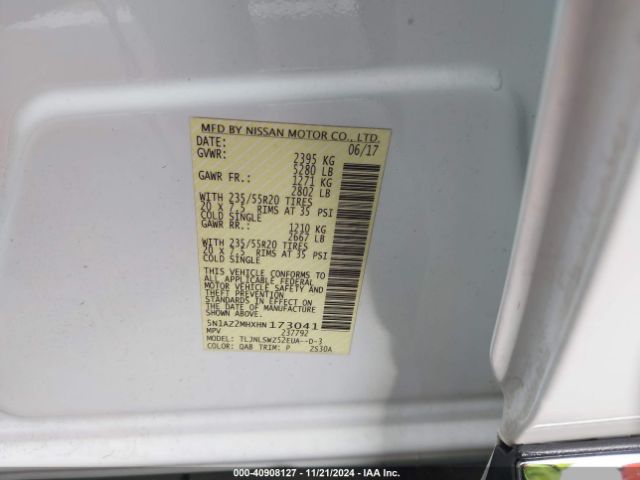 MFD BY NISSAN MOTOR CO., LTD.
DATE: 06/17
GVWR: 2395 KG
5280 LB
GAWR FR.: 1271 KG
2802 LB
WITH 235/55R20 TIRES
20 x 7.5 RIMS AT 35 PSI
COLD SINGLE
GAWR RR.: 1210 KG
2667 LB
WITH 235/55R20 TIRES
20 x 7.5 RIMS AT 35 PSI
COLD SINGLE
THIS VEHICLE CONFORMS TO
ALL APPLICABLE FEDERAL
MOTOR VEHICLE SAFETY AND
THEFT PREVENTION
STANDARDS IN EFFECT ON
THE DATE OF MANUFACTURE
SHOWN ABOVE.
5N1AZ2MHXHN173041
MPV 237792
MODEL: TLJNLSWZ52EUA--D-3
COLOR: QAB TRIM: P 2S30A
000-40908127 - 11/21/2024 - IAA Inc.